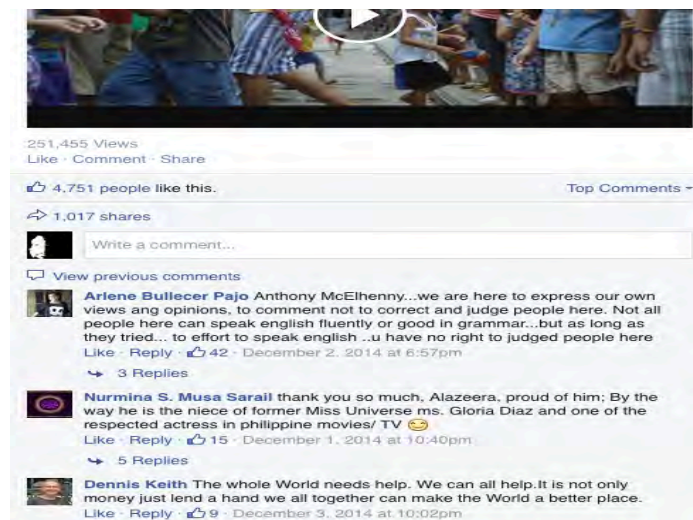 251,455 Views
Like · Comment · Share
4,751 people like this.
Top Comments
1,017 shares
Write a comment...
View previous comments
Arlene Bullecer Pajo Anthony McElhenny...we are here to express our own
views ang opinions, to comment not to correct and judge people here. Not all
people here can speak english fluently or good in grammar...but as long as
they tried... to effort to speak english ..u have no right to judged people here
Like · Reply · 42 · December 2, 2014 at 6:57pm
3 Replies
Nurmina S. Musa Sarail thank you so much, Alazeera, proud of him; By the
way he is the niece of former Miss Universe ms. Gloria Diaz and one of the
respected actress in philippine movies/ TV 😊
Like · Reply · 15 · December 1, 2014 at 10:40pm
5 Replies
Dennis Keith The whole World needs help. We can all help.It is not only
money just lend a hand we all together can make the World a better place.
Like · Reply · 9 · December 3, 2014 at 10:02pm